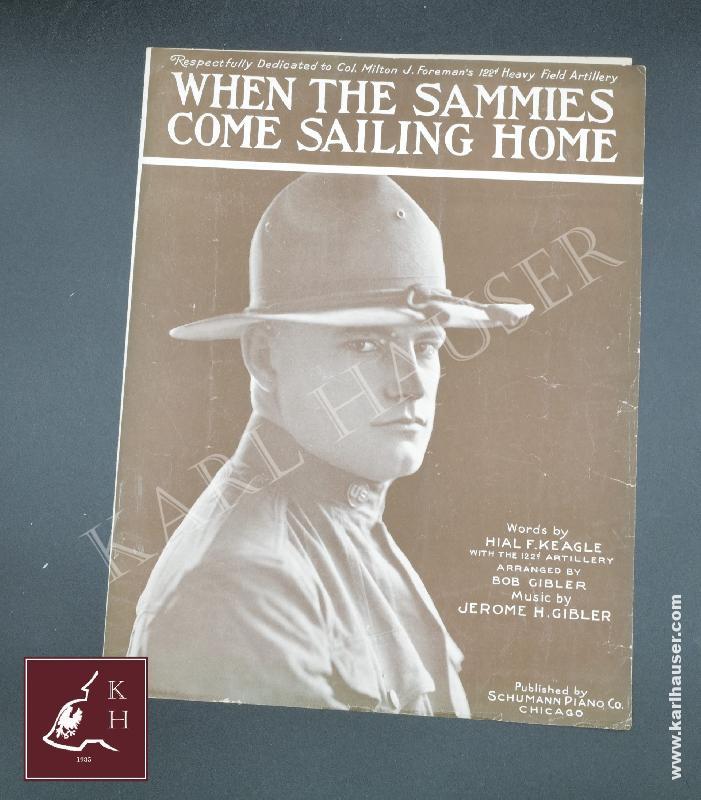 Respectfully Dedicated to Col. Milton J. Foreman's 122d Heavy Field Artillery
WHEN THE SAMMIES
COME SAILING HOME
KARL HAUSER
Words by
HIAL F. KEAGLE
WITH THE 122d ARTILLERY
ARRANGED BY
BOB GIBLER
Music by
JEROME H. GIBLER
Published by
SCHUMANN PIANO Co.
CHICAGO
K
H
1935
www.karlhauser.com